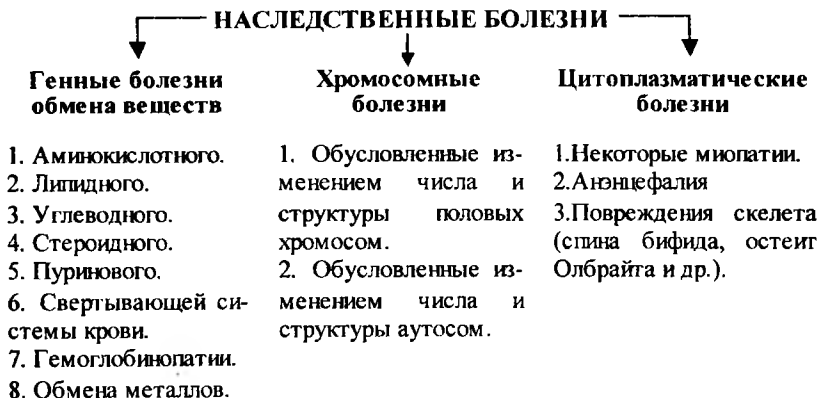 НАСЛЕДСТВЕННЫЕ БОЛЕЗНИ
Генные болезни
обмена веществ
1. Аминокислотного.
2. Липидного.
3. Углеводного.
4. Стероидного.
5. Пуринового.
6. Свертывающей си-
стемы крови.
7. Гемоглобинопатии.
8. Обмена металлов.
Хромосомные
болезни
1. Обусловленные из-
менением числа и
структуры половых
хромосом.
2. Обусловленные из-
менением числа и
структуры аутосом.
Цитоплазматические
болезни
1.Некоторые миопатии.
2.Анэнцефалия
3.Повреждения скелета
(спина бифида, остеит
Олбрайта и др.).